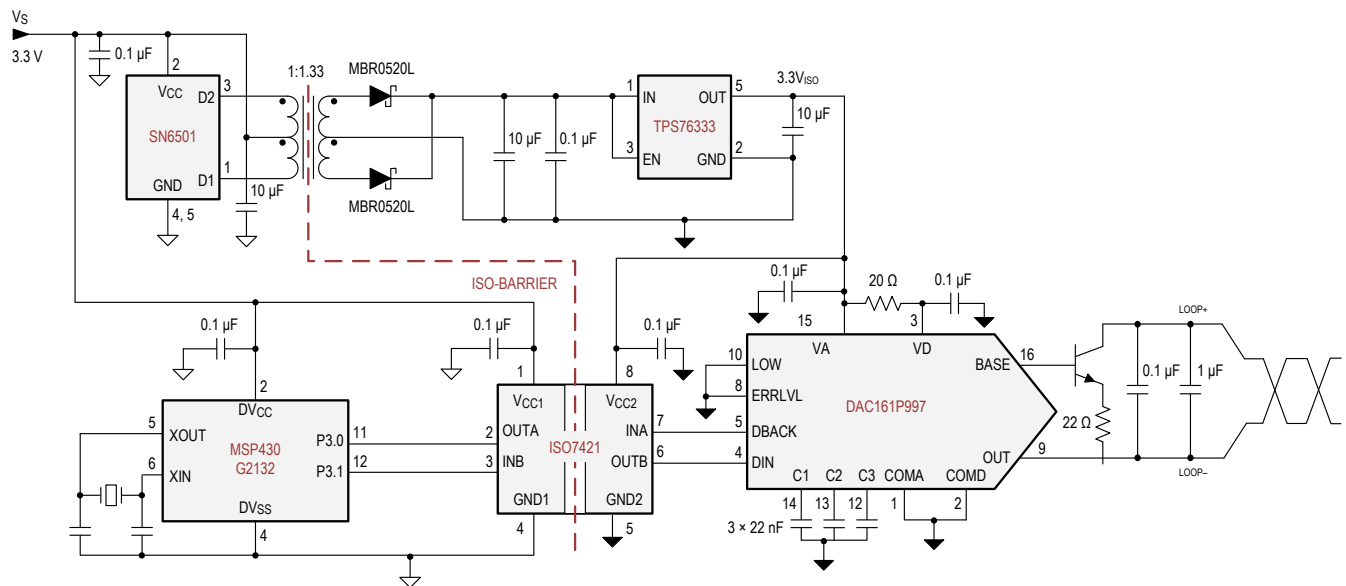 VS
3.3 V
0.1 µF
2
VCC
D2
3
SN6501
D1
1
GND
4, 5
10 µF
1:1.33
MBR0520L
MBR0520L
10 µF
0.1 µF
1
IN
OUT
5
TPS76333
3
EN
GND
2
3.3VISO
10 µF
ISO-BARRIER
0.1 µF
0.1 µF
0.1 µF
0.1 µF
20 Ω
0.1 µF
2
DVCC
5
XOUT
6
XIN
MSP430
G2132
P3.0
11
P3.1
12
DVSS
4
1
VCC1
2
OUTA
3
INB
GND1
4
ISO7421
8
VCC2
INA
7
OUTB
6
GND2
5
15
VA
3
VD
10
LOW
8
ERRLVL
5
DBACK
4
DIN
DAC161P997
BASE
16
OUT
9
C1
C2
C3
COMA
COMD
14
13
12
1
2
3 × 22 nF
22 Ω
0.1 µF
1 µF
LOOP+
LOOP–